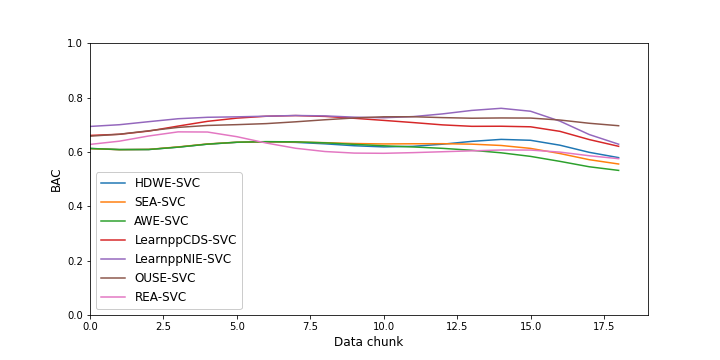 1.0
0.8
0.6
0.4
0.2
0.0
BAC
HDWE-SVC
SEA-SVC
AWE-SVC
LearnppCDS-SVC
LearnppNIE-SVC
OUSE-SVC
REA-SVC
0.0 2.5 5.0 7.5 10.0 12.5 15.0 17.5
Data chunk